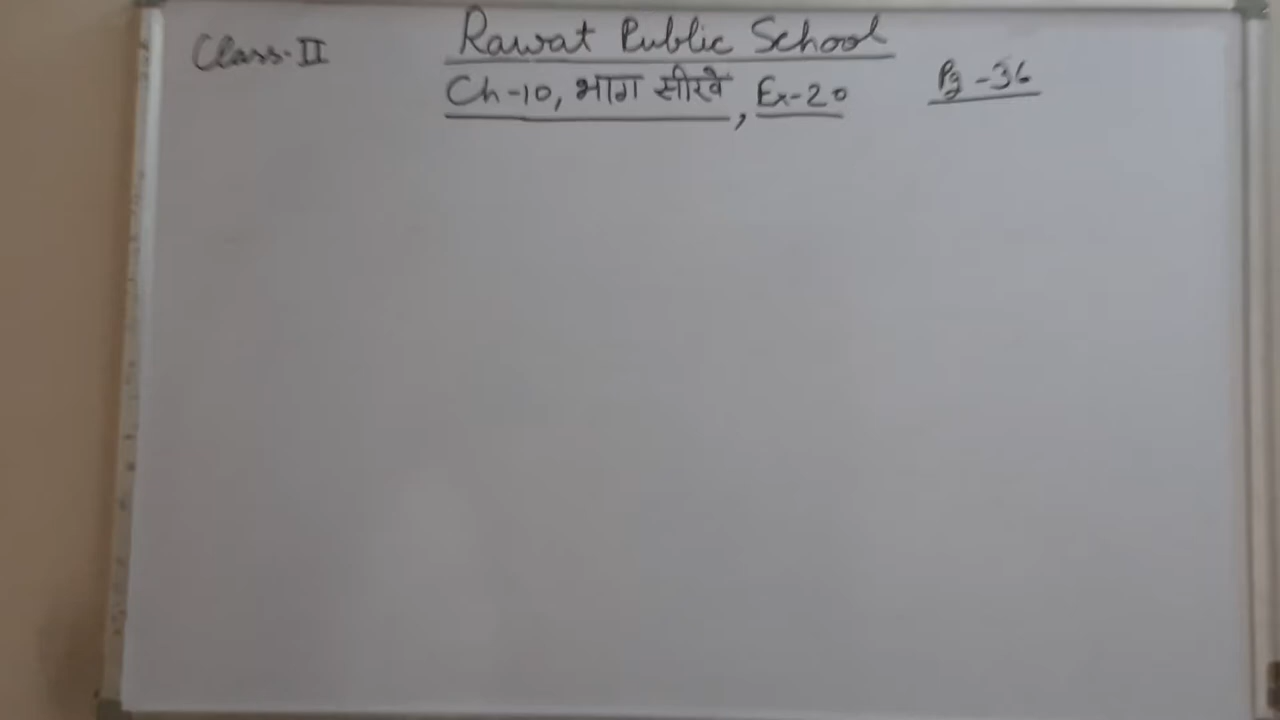 Class-II
Rawat Public School
Ch-10, भाग सीखे, Ex-20
Pg-36